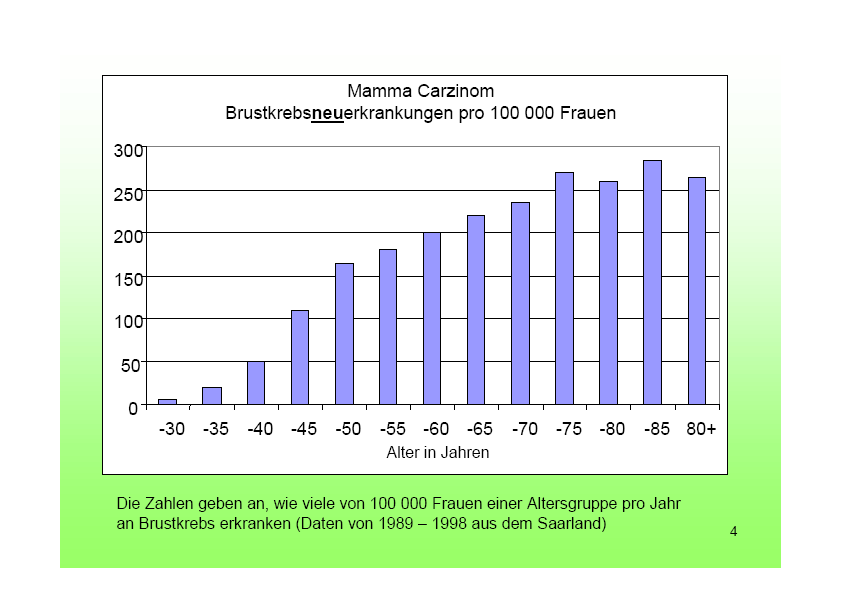 Mamma Carzinom
Brustkrebsneuerkrankungen pro 100 000 Frauen
300
250
200
150
100
50
0
-30 -35 -40 -45 -50 -55 -60 -65 -70 -75 -80 -85 80+
Alter in Jahren
Die Zahlen geben an, wie viele von 100 000 Frauen einer Altersgruppe pro Jahr
an Brustkrebs erkranken (Daten von 1989 – 1998 aus dem Saarland)
4